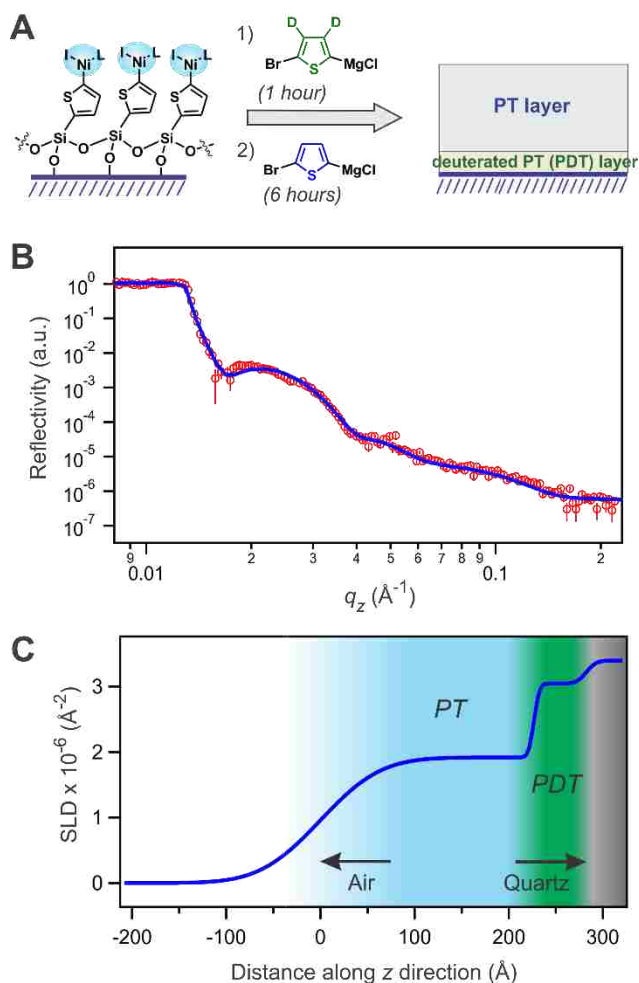 A
I Ni L I Ni L I Ni L
S S S
Si Si Si
O O O O
O O O
1)
D D
Br S MgCl
(1 hour)
2)
Br S MgCl
(6 hours)
PT layer
deuterated PT (PDT) layer
B
Reflectivity (a.u.)
10⁰
10⁻¹
10⁻²
10⁻³
10⁻⁴
10⁻⁵
10⁻⁶
10⁻⁷
9 2 3 4 5 6 7 8 9 2
0.01 0.1
q_z (Å⁻¹)
C
SLD x 10⁻⁶ (Å⁻²)
3
2
1
0
PT
PDT
Air
Quartz
-200 -100 0 100 200 300
Distance along z direction (Å)